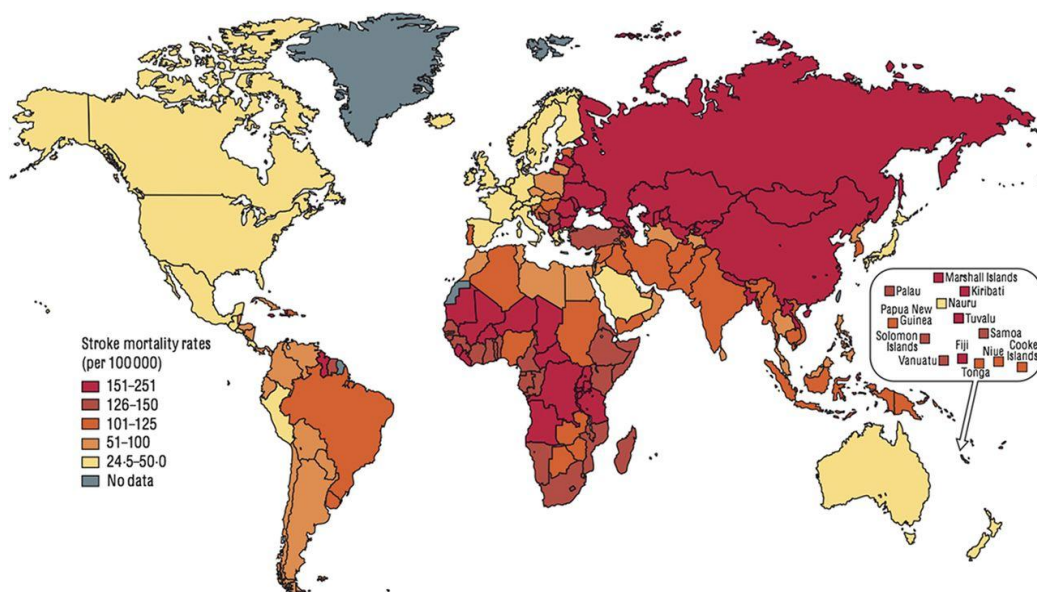 Stroke mortality rates
(per 100 000)
151–251
126–150
101–125
51–100
24·5–50·0
No data
Marshall Islands
Palau
Kiribati
Nauru
Papua New
Guinea
Tuvalu
Solomon
Islands
Samoa
Fiji
Niue
Cooke
Islands
Vanuatu
Tonga